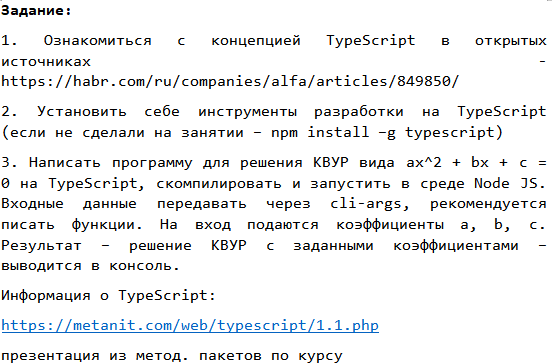 Задание:
1. Ознакомиться с концепцией TypeScript в открытых
источниках -
https://habr.com/ru/companies/alfa/articles/849850/
2. Установить себе инструменты разработки на TypeScript
(если не сделали на занятии – npm install –g typescript)
3. Написать программу для решения КВУР вида ax^2 + bx + c =
0 на TypeScript, скомпилировать и запустить в среде Node JS.
Входные данные передавать через cli-args, рекомендуется
писать функции. На вход подаются коэффициенты a, b, c.
Результат – решение КВУР с заданными коэффициентами –
выводится в консоль.
Информация о TypeScript:
https://metanit.com/web/typescript/1.1.php
презентация из метод. пакетов по курсу